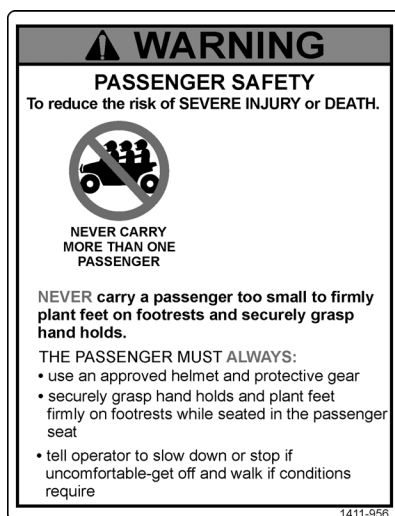 WARNING
PASSENGER SAFETY
To reduce the risk of SEVERE INJURY or DEATH.
NEVER CARRY
MORE THAN ONE
PASSENGER
NEVER carry a passenger too small to firmly
plant feet on footrests and securely grasp
hand holds.
THE PASSENGER MUST ALWAYS:
• use an approved helmet and protective gear
• securely grasp hand holds and plant feet
firmly on footrests while seated in the passenger
seat
• tell operator to slow down or stop if
uncomfortable-get off and walk if conditions
require
1411-956